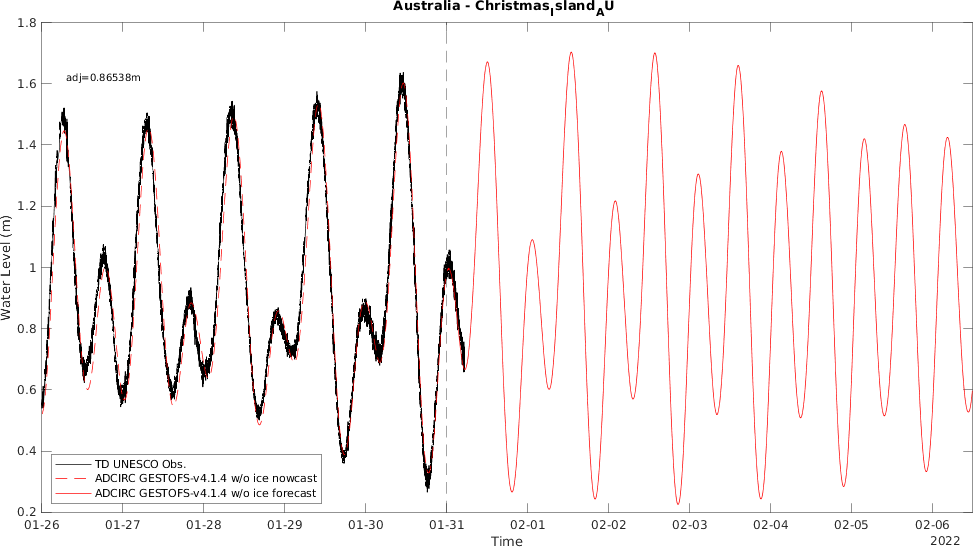 Australia - Christmas_Island_AU
adj=0.86538m
Water Level (m)
1.8
1.6
1.4
1.2
1
0.8
0.6
0.4
0.2
TD UNESCO Obs.
ADCIRC GESTOFS-v4.1.4 w/o ice nowcast
ADCIRC GESTOFS-v4.1.4 w/o ice forecast
01-26 01-27 01-28 01-29 01-30 01-31 02-01 02-02 02-03 02-04 02-05 02-06
Time
2022